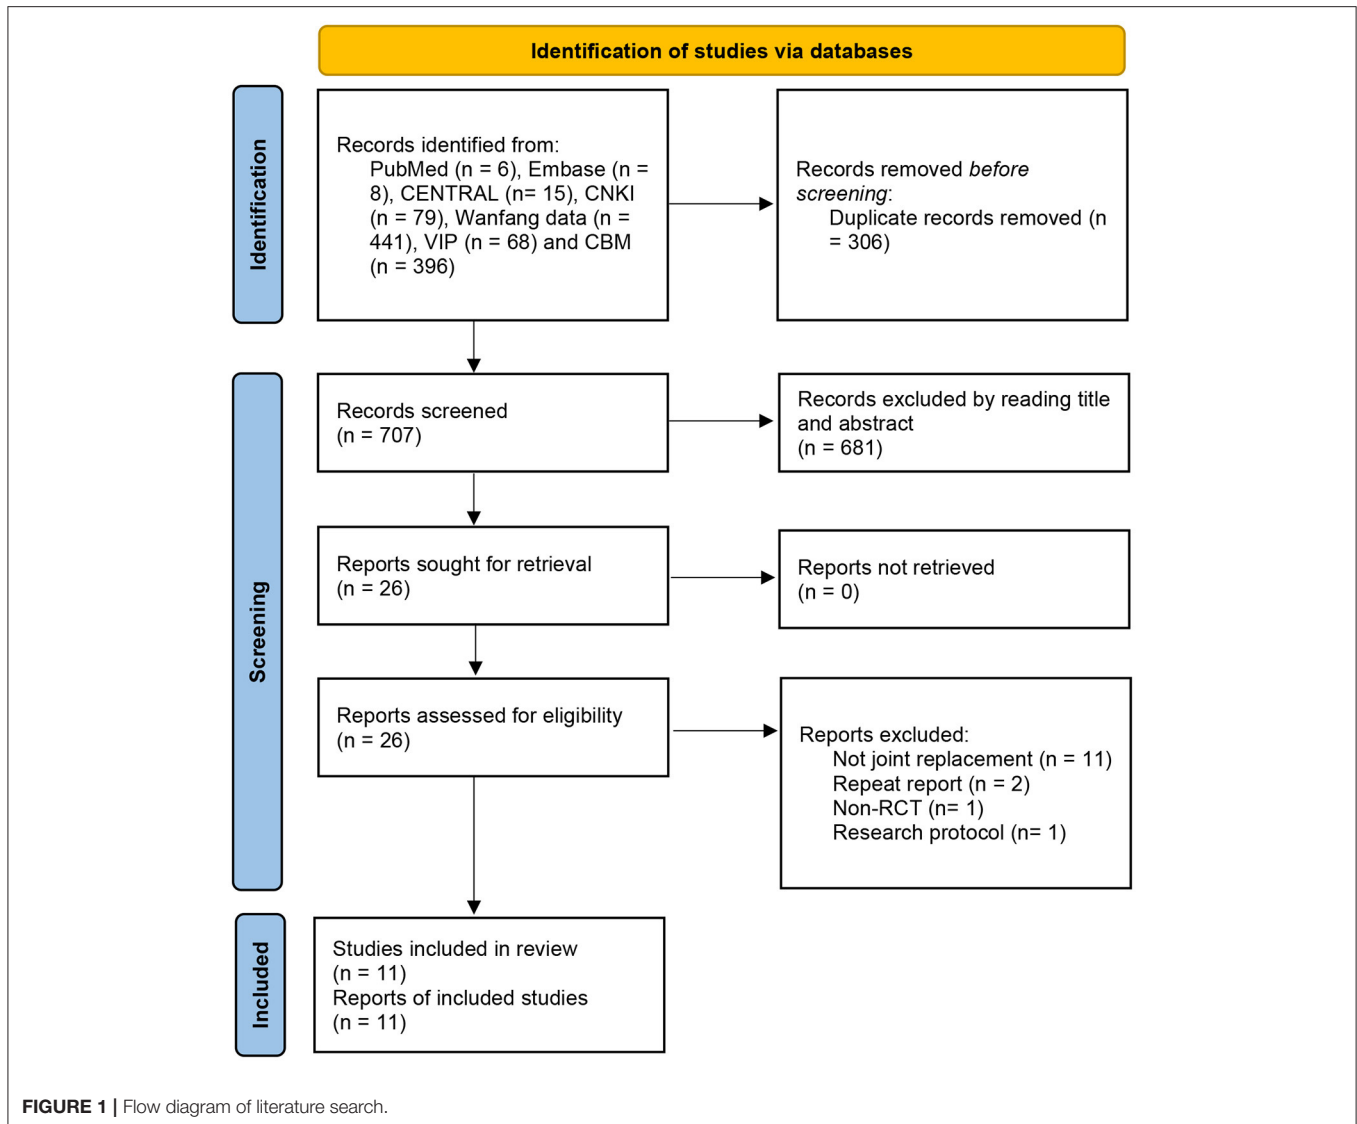 Identification of studies via databases
Identification
Records identified from:
PubMed (n = 6), Embase (n =
8), CENTRAL (n= 15), CNKI
(n = 79), Wanfang data (n =
441), VIP (n = 68) and CBM
(n = 396)
Records removed before
screening:
Duplicate records removed (n
= 306)
Screening
Records screened
(n = 707)
Records excluded by reading title
and abstract
(n = 681)
Reports sought for retrieval
(n = 26)
Reports not retrieved
(n = 0)
Reports assessed for eligibility
(n = 26)
Reports excluded:
Not joint replacement (n = 11)
Repeat report (n = 2)
Non-RCT (n= 1)
Research protocol (n= 1)
Included
Studies included in review
(n = 11)
Reports of included studies
(n = 11)
FIGURE 1 | Flow diagram of literature search.